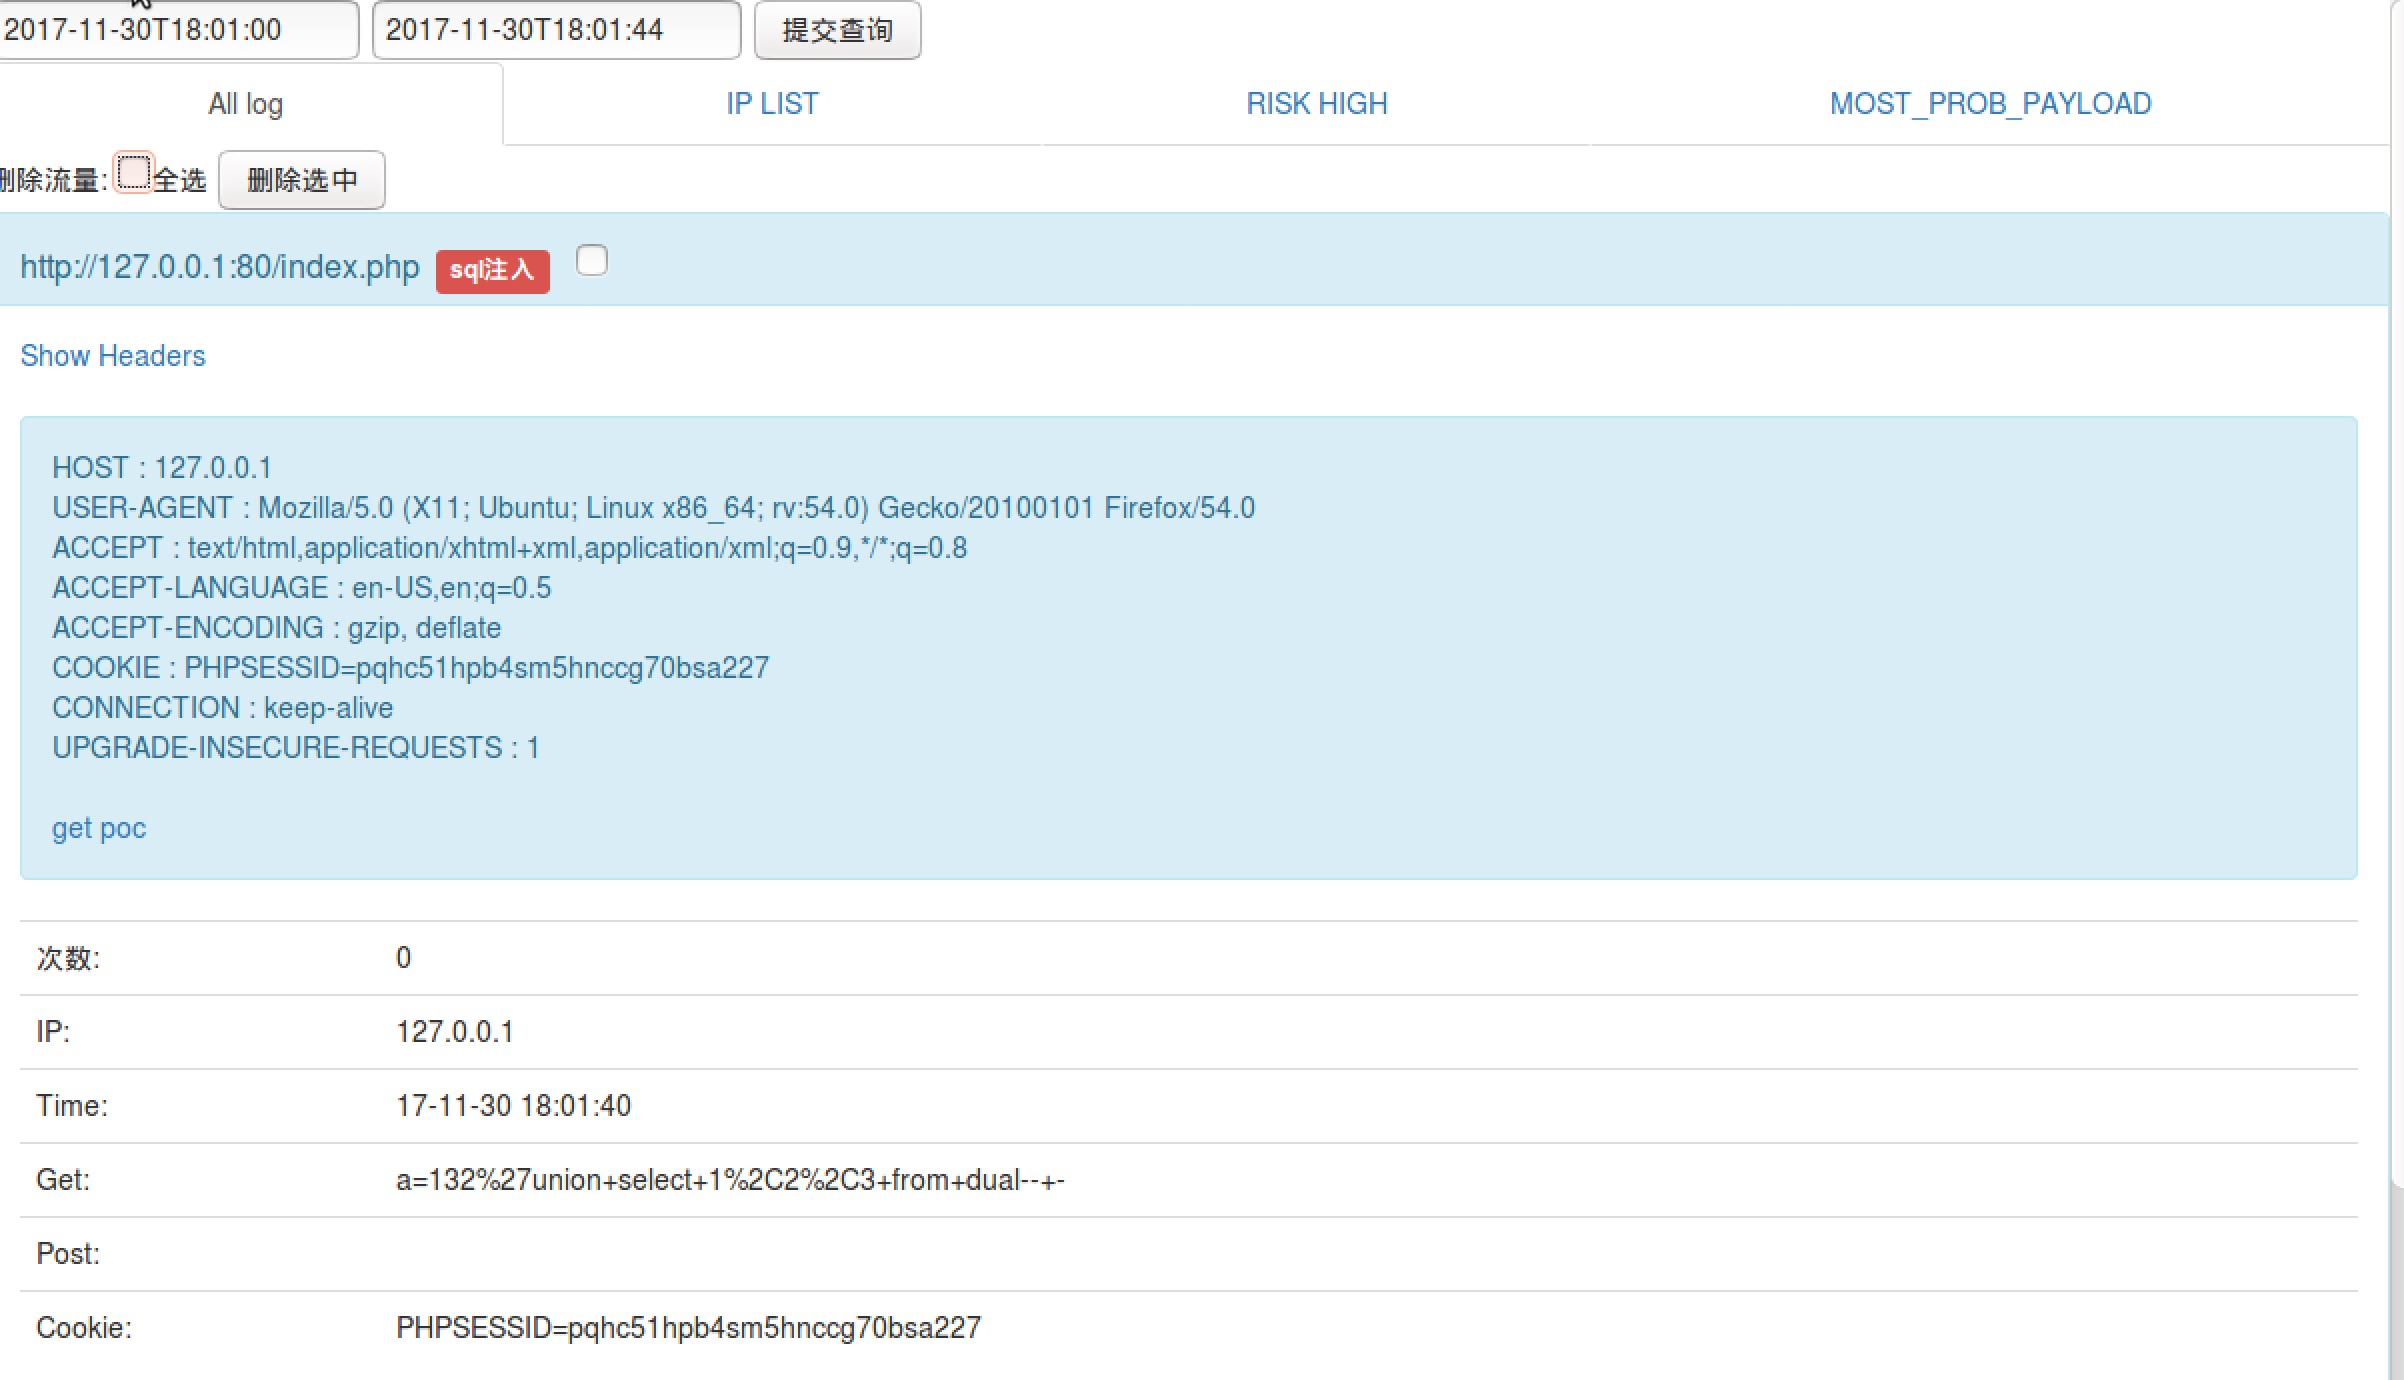 2017-11-30T18:01:00 2017-11-30T18:01:44 提交查询
All log IP LIST RISK HIGH MOST_PROB_PAYLOAD
删除流量: 全选 删除选中
http://127.0.0.1:80/index.php sql注入
Show Headers
HOST : 127.0.0.1
USER-AGENT : Mozilla/5.0 (X11; Ubuntu; Linux x86_64; rv:54.0) Gecko/20100101 Firefox/54.0
ACCEPT : text/html,application/xhtml+xml,application/xml;q=0.9,*/*;q=0.8
ACCEPT-LANGUAGE : en-US,en;q=0.5
ACCEPT-ENCODING : gzip, deflate
COOKIE : PHPSESSID=pqhc51hpb4sm5hnccg70bsa227
CONNECTION : keep-alive
UPGRADE-INSECURE-REQUESTS : 1
get poc
次数: 0
IP: 127.0.0.1
Time: 17-11-30 18:01:40
Get: a=132%27union+select+1%2C2%2C3+from+dual--+-
Post:
Cookie: PHPSESSID=pqhc51hpb4sm5hnccg70bsa227